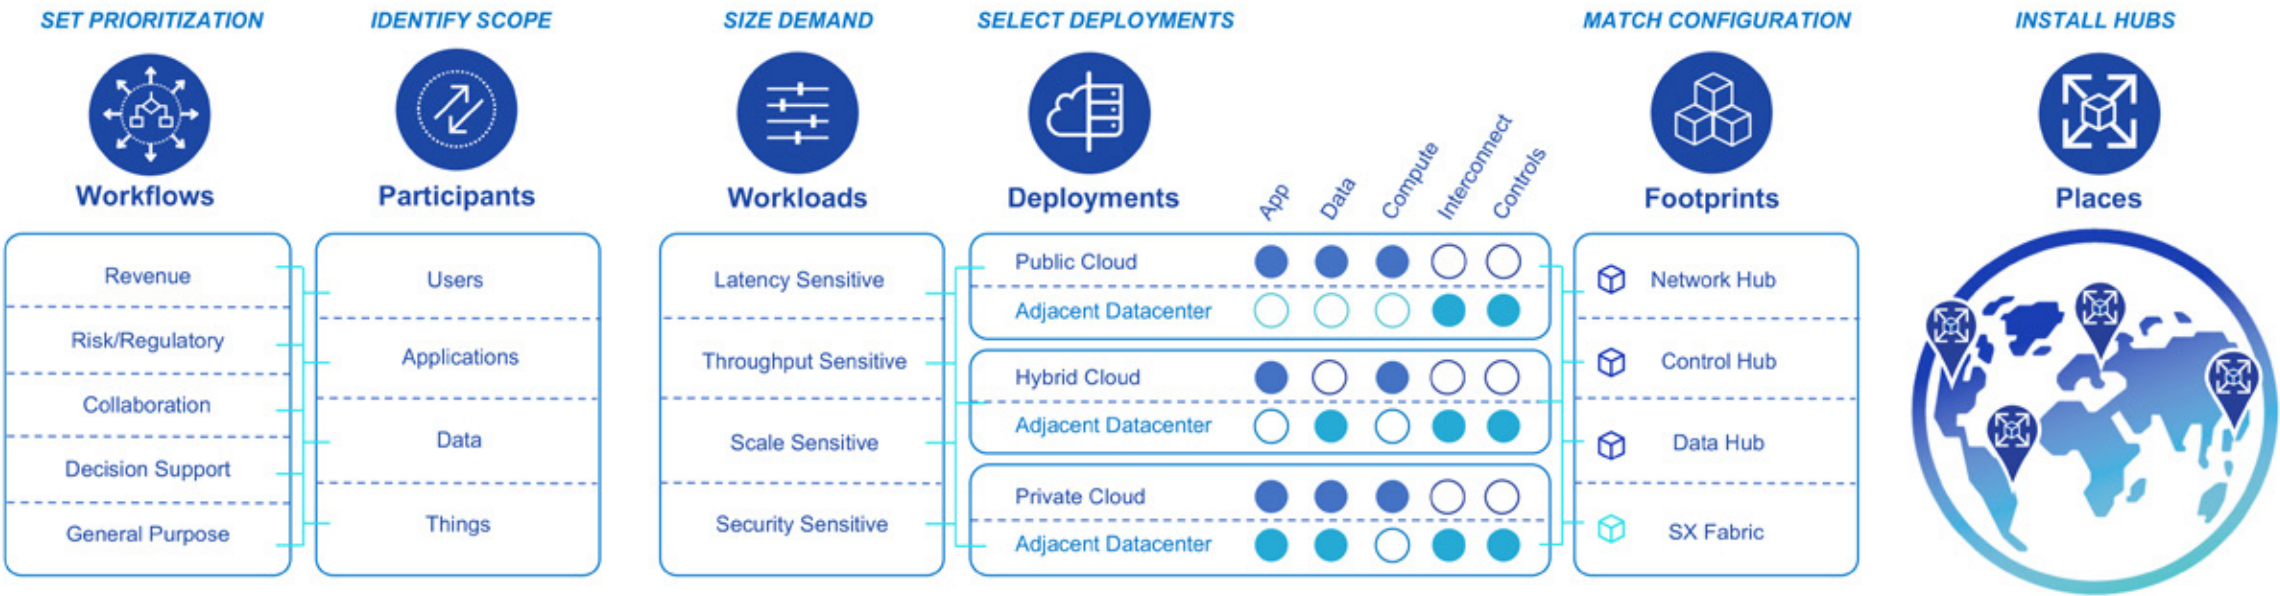 SET PRIORITIZATION
IDENTIFY SCOPE
SIZE DEMAND
SELECT DEPLOYMENTS
MATCH CONFIGURATION
INSTALL HUBS
Workflows
Participants
Workloads
Deployments
App
Data
Compute
Interconnect
Controls
Footprints
Places
Revenue
Risk/Regulatory
Collaboration
Decision Support
General Purpose
Users
Applications
Data
Things
Latency Sensitive
Throughput Sensitive
Scale Sensitive
Security Sensitive
Public Cloud
Adjacent Datacenter
Hybrid Cloud
Adjacent Datacenter
Private Cloud
Adjacent Datacenter
Network Hub
Control Hub
Data Hub
SX Fabric